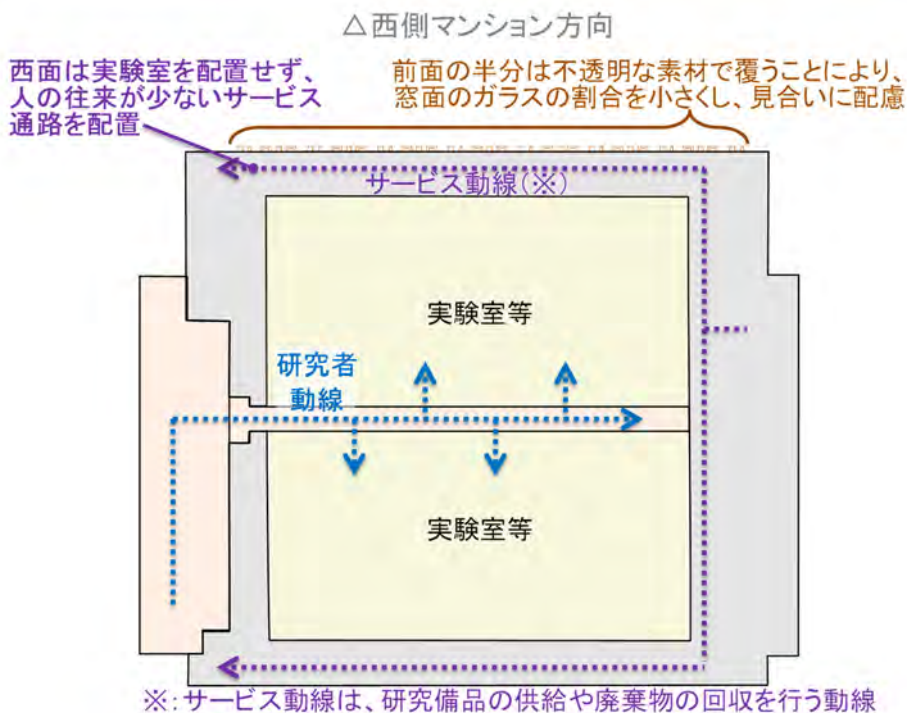 △西側マンション方向
西面は実験室を配置せず、
人の往来が少ないサービス
通路を配置
前面の半分は不透明な素材で覆うことにより、
窓面のガラスの割合を小さくし、見合いに配慮
サービス動線(※)
実験室等
研究者
動線
実験室等
※:サービス動線は、研究備品の供給や廃棄物の回収を行う動線